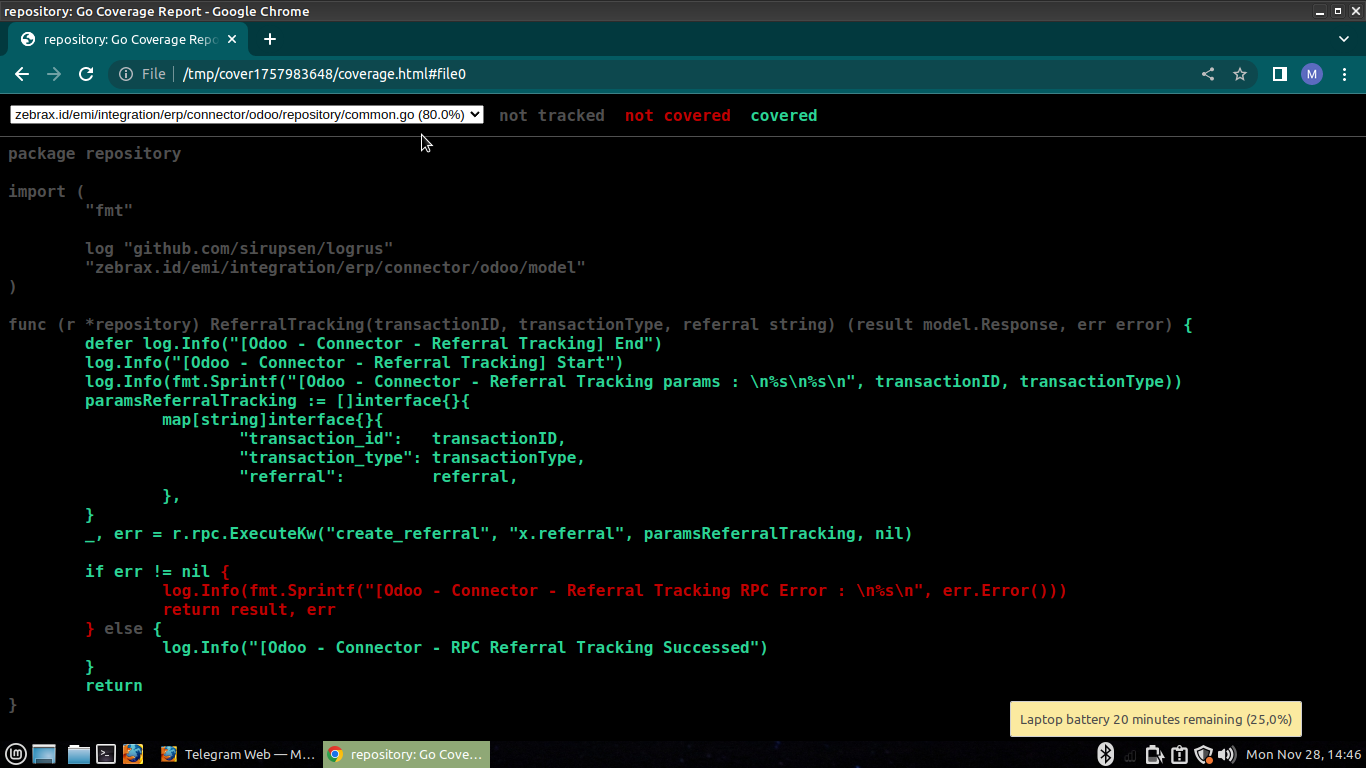 repository: Go Coverage Report - Google Chrome
repository: Go Coverage Repo
File /tmp/cover1757983648/coverage.html#file0
M
zebrax.id/emi/integration/erp/connector/odoo/repository/common.go (80.0%) not tracked not covered covered
package repository
import (
"fmt"
log "github.com/sirupsen/logrus"
"zebrax.id/emi/integration/erp/connector/odoo/model"
)
func (r *repository) ReferralTracking(transactionID, transactionType, referral string) (result model.Response, err error) {
defer log.Info("[Odoo - Connector - Referral Tracking] End")
log.Info("[Odoo - Connector - Referral Tracking] Start")
log.Info(fmt.Sprintf("[Odoo - Connector - Referral Tracking params : \n%s\n%s\n", transactionID, transactionType))
paramsReferralTracking := []interface{}{
map[string]interface{}{
"transaction_id":   transactionID,
"transaction_type": transactionType,
"referral":         referral,
},
}
_, err = r.rpc.ExecuteKw("create_referral", "x.referral", paramsReferralTracking, nil)
if err != nil {
log.Info(fmt.Sprintf("[Odoo - Connector - Referral Tracking RPC Error : \n%s\n", err.Error()))
return result, err
} else {
log.Info("[Odoo - Connector - RPC Referral Tracking Successed")
}
return
}
Laptop battery 20 minutes remaining (25,0%)
Telegram Web — M... repository: Go Cove... Mon Nov 28, 14:46